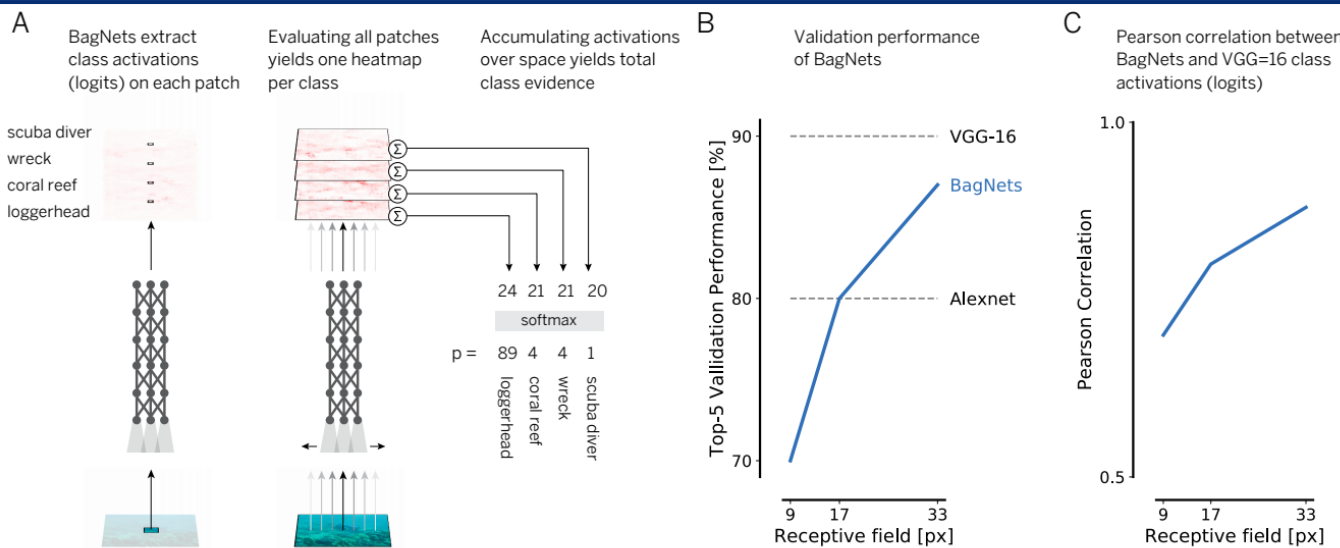 A
BagNets extract
class activations
(logits) on each patch
Evaluating all patches
yields one heatmap
per class
Accumulating activations
over space yields total
class evidence
scuba diver
wreck
coral reef
loggerhead
Σ
Σ
Σ
Σ
24 21 21 20
softmax
p = 89 4 4 1
loggerhead
coral reef
wreck
scuba diver
B
Validation performance
of BagNets
Top-5 Vallidation Performance [%]
90
80
70
VGG-16
BagNets
Alexnet
9 17 33
Receptive field [px]
C
Pearson correlation between
BagNets and VGG=16 class
activations (logits)
Pearson Correlation
1.0
0.5
9 17 33
Receptive field [px]